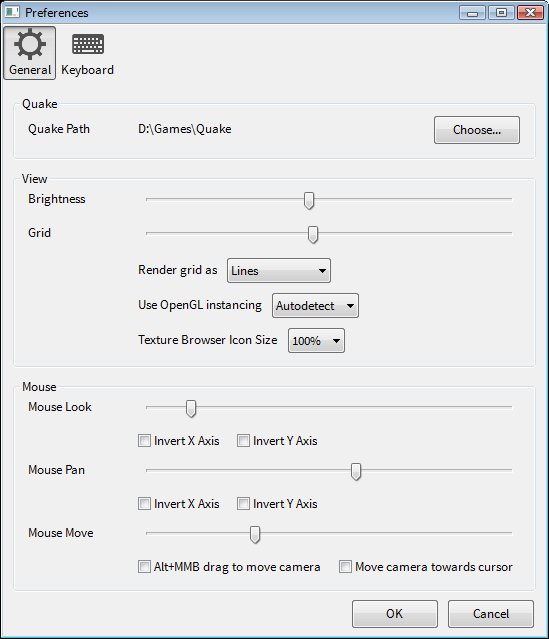 Preferences
General Keyboard
Quake
Quake Path D:\Games\Quake Choose...
View
Brightness
Grid
Render grid as Lines
Use OpenGL instancing Autodetect
Texture Browser Icon Size 100%
Mouse
Mouse Look
Invert X Axis Invert Y Axis
Mouse Pan
Invert X Axis Invert Y Axis
Mouse Move
Alt+MMB drag to move camera Move camera towards cursor
OK Cancel